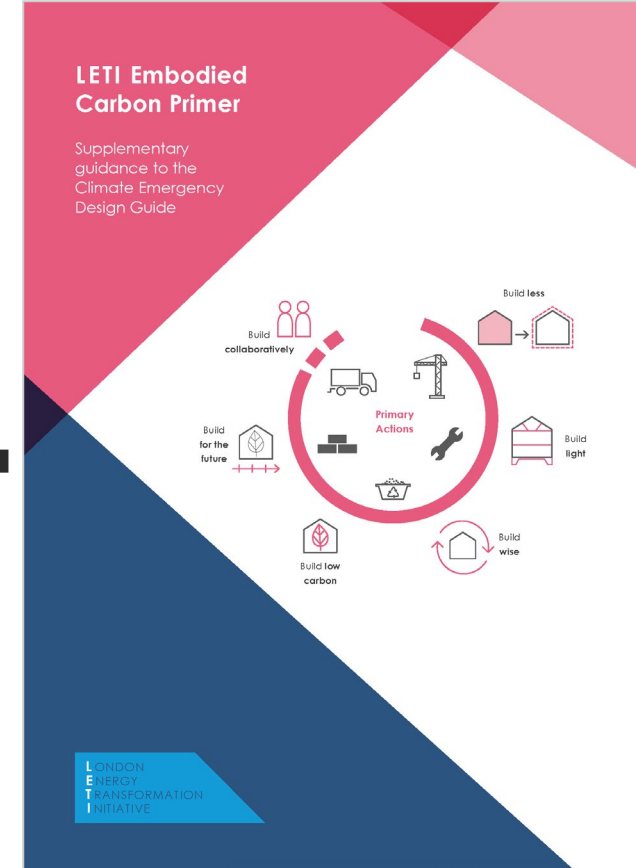 LETI Embodied
Carbon Primer
Supplementary
guidance to the
Climate Emergency
Design Guide
Build less
Build
collaboratively
Primary
Actions
Build
for the
future
Build
light
Build
wise
Build low
carbon
LONDON
ENERGY
TRANSFORMATION
INITIATIVE